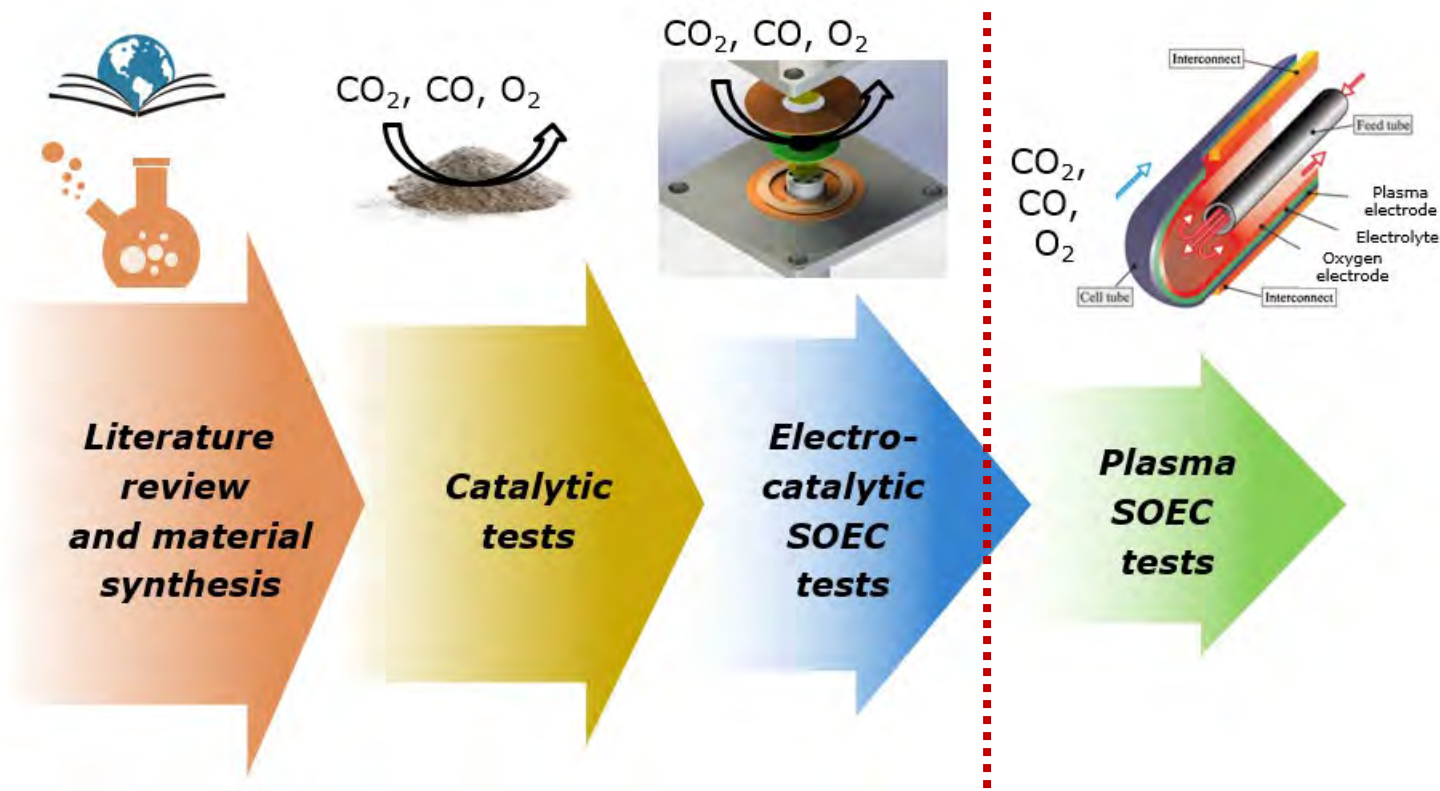 CO₂, CO, O₂
CO₂, CO, O₂
CO₂,
CO,
O₂
Interconnect
Feed tube
Plasma
electrode
Electrolyte
Oxygen
electrode
Cell tube
Interconnect
Literature
review
and material
synthesis
Catalytic
tests
Electro-
catalytic
SOEC
tests
Plasma
SOEC
tests